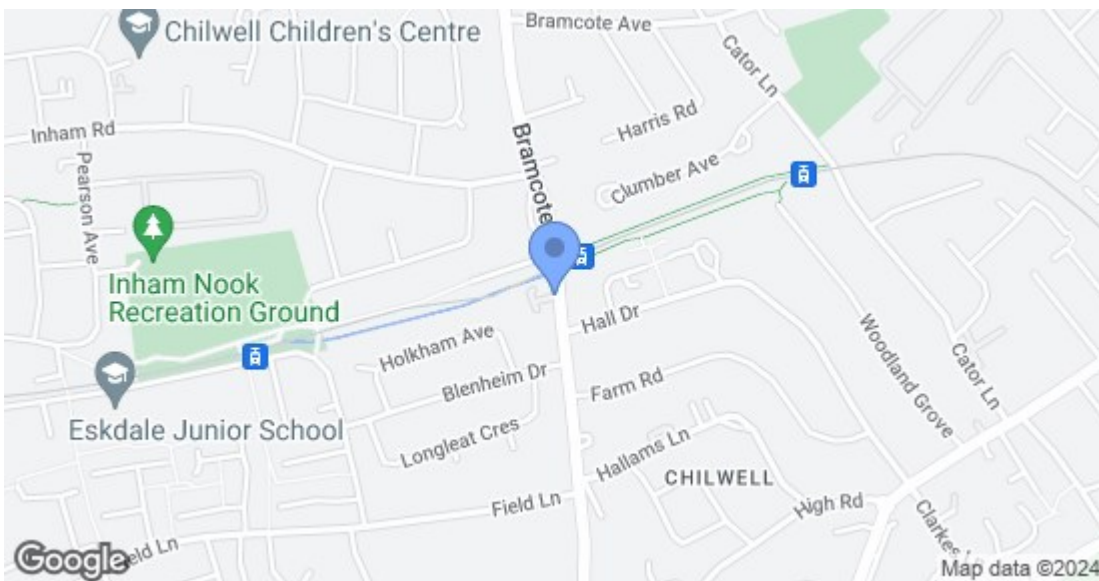 Chilwell Children's Centre
Bramcote Ave
Cator Ln
Harris Rd
Inham Rd
Bramcote
Clumber Ave
Pearson Ave
Inham Nook
Recreation Ground
Hall Dr
Holkham Ave
Woodland Grove
Cator Ln
Blenheim Dr
Farm Rd
Eskdale Junior School
Longleat Cres
Hallams Ln
CHILWELL
Field Ln
High Rd
Field Ln
Google
Map data ©2024